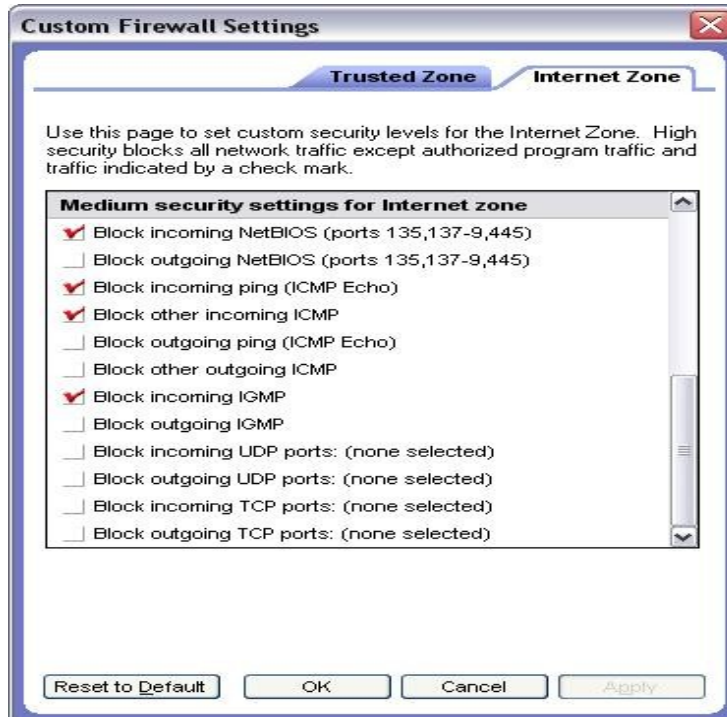 Custom Firewall Settings
Trusted Zone
Internet Zone
Use this page to set custom security levels for the Internet Zone. High
security blocks all network traffic except authorized program traffic and
traffic indicated by a check mark.
Medium security settings for Internet zone
Block incoming NetBIOS (ports 135,137-9,445)
Block outgoing NetBIOS (ports 135,137-9,445)
Block incoming ping (ICMP Echo)
Block other incoming ICMP
Block outgoing ping (ICMP Echo)
Block other outgoing ICMP
Block incoming IGMP
Block outgoing IGMP
Block incoming UDP ports: (none selected)
Block outgoing UDP ports: (none selected)
Block incoming TCP ports: (none selected)
Block outgoing TCP ports: (none selected)
Reset to Default
OK
Cancel
Apply